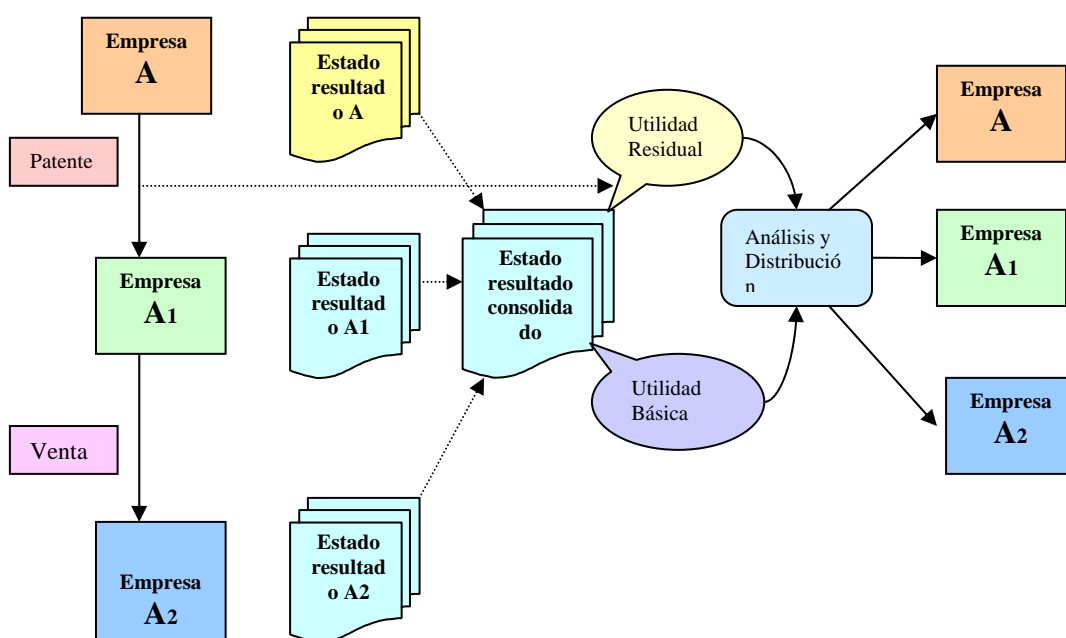 Empresa
A
Patente
Empresa
A1
Venta
Empresa
A2
Estado
resultad
o A
Estado
resultad
o A1
Estado
resultad
o A2
Estado
resultado
consolida
do
Utilidad
Residual
Utilidad
Básica
Análisis y
Distribució
n
Empresa
A
Empresa
A1
Empresa
A2